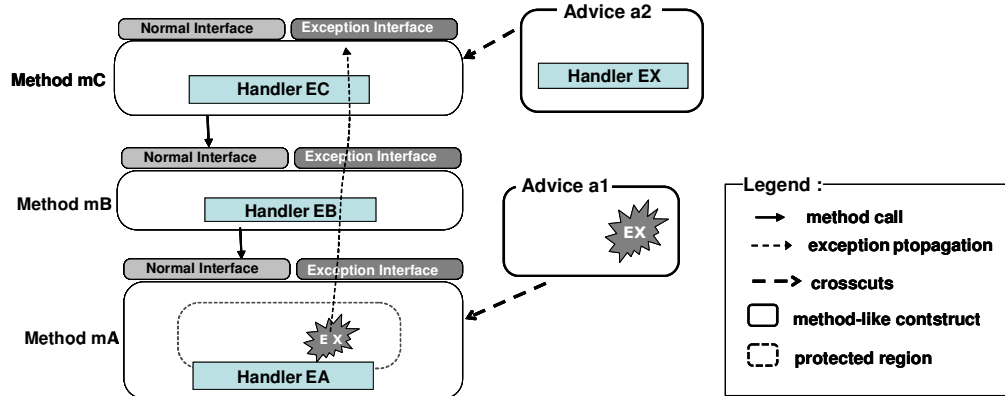 Normal Interface
Exception Interface
Advice a2
Method mC
Handler EC
Handler EX
Normal Interface
Exception Interface
Method mB
Handler EB
Advice a1
EX
Normal Interface
Exception Interface
Method mA
E X
Handler EA
Legend :
method call
exception ptopagation
crosscuts
method-like contstruct
protected region